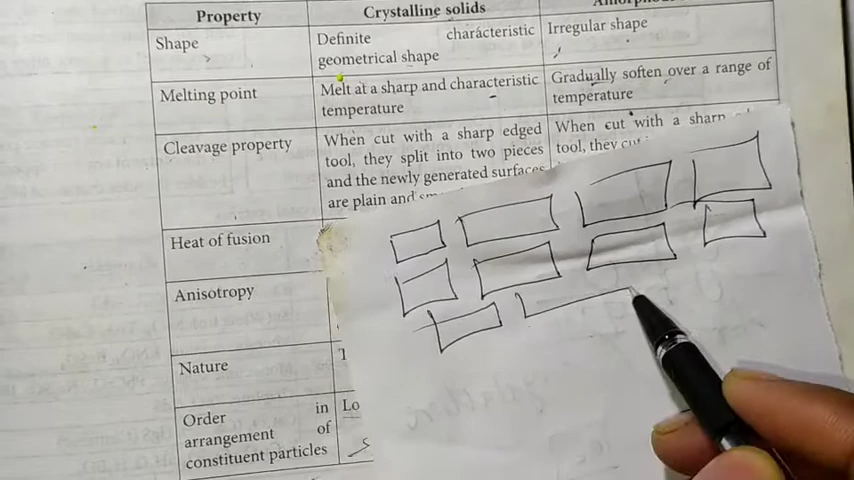 Property Crystalline solids
Shape Definite characteristic Irregular shape
geometrical shape
Melting point Melt at a sharp and characteristic Gradually soften over a range of
temperature temperature
Cleavage property When cut with a sharp edged When cut with a sharp
tool, they split into two pieces tool, they
and the newly generated surfaces
are plain and
Heat of fusion
Anisotropy
Nature
Order in Lo
arrangement of
constituent particles